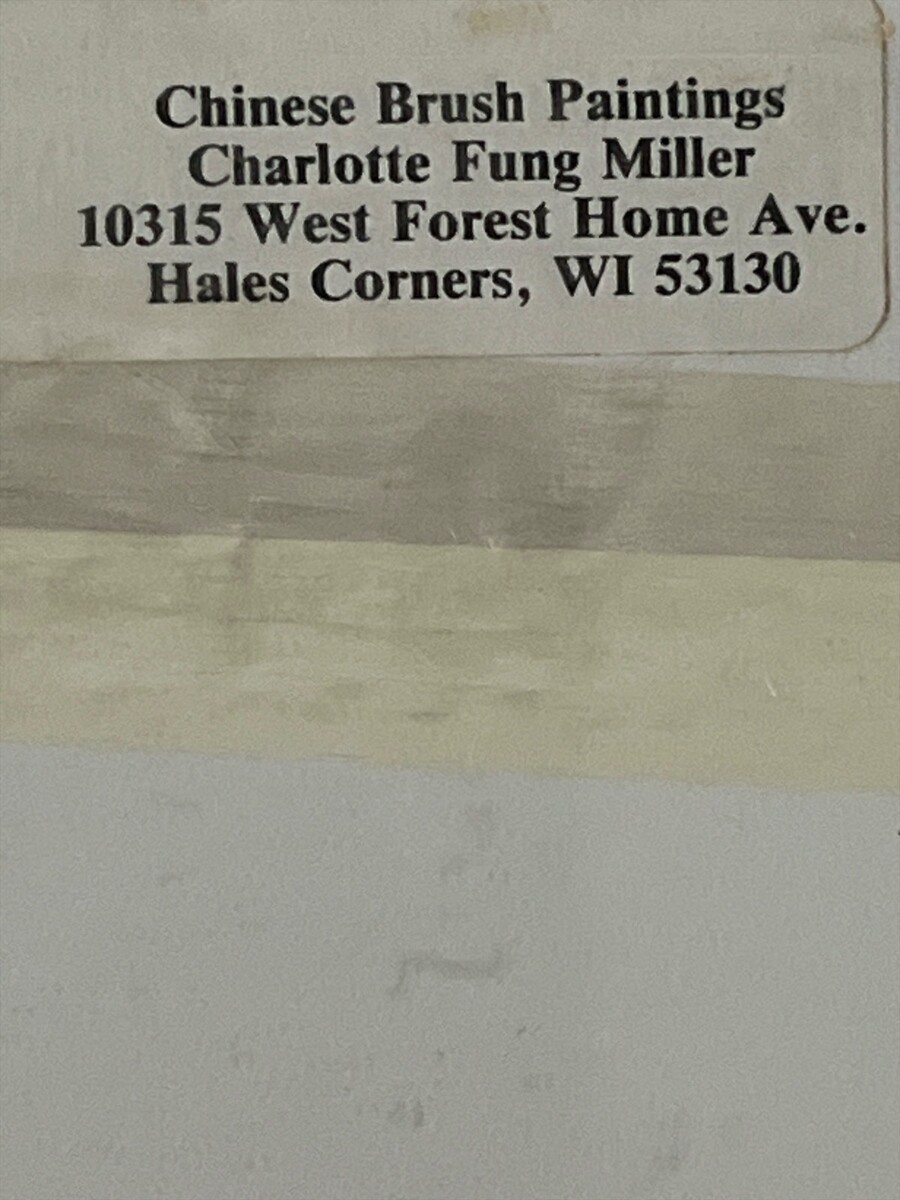 Chinese Brush Paintings
Charlotte Fung Miller
10315 West Forest Home Ave.
Hales Corners, WI 53130